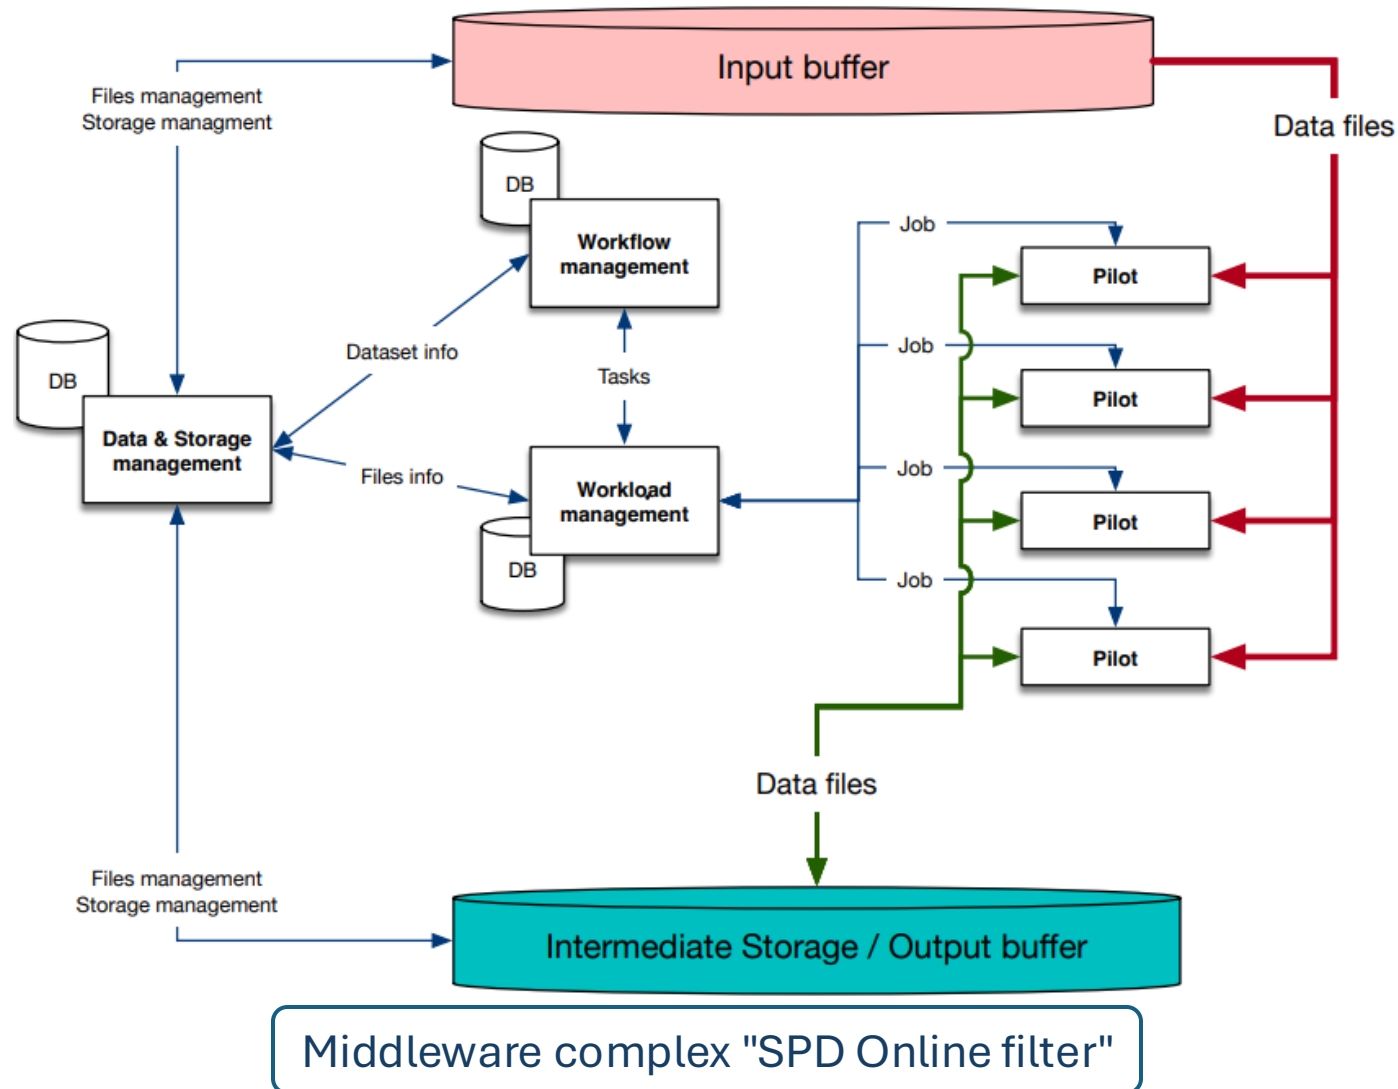 Input buffer
Files management
Storage managment
Data files
DB
Workflow
management
Job
Pilot
Dataset info
Tasks
Job
Pilot
DB
Data & Storage
management
Files info
Workload
management
DB
Job
Pilot
Job
Pilot
Data files
Files management
Storage management
Intermediate Storage / Output buffer
Middleware complex "SPD Online filter"